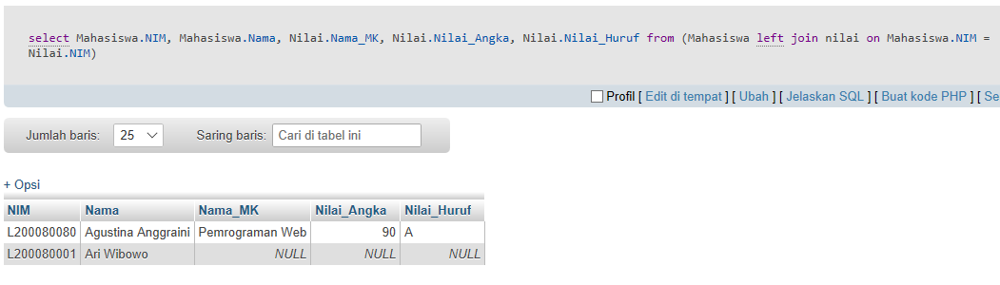 select Mahasiswa.NIM, Mahasiswa.Nama, Nilai.Nama_MK, Nilai.Nilai_Angka, Nilai.Nilai_Huruf from (Mahasiswa left join nilai on Mahasiswa.NIM =
Nilai.NIM)
Profil [ Edit di tempat ] [ Ubah ] [ Jelaskan SQL ] [ Buat kode PHP ] [ Se
Jumlah baris: 25 Saring baris: Cari di tabel ini
+ Opsi
NIM Nama Nama_MK Nilai_Angka Nilai_Huruf
L200080080 Agustina Anggraini Pemrograman Web 90 A
L200080001 Ari Wibowo NULL NULL NULL